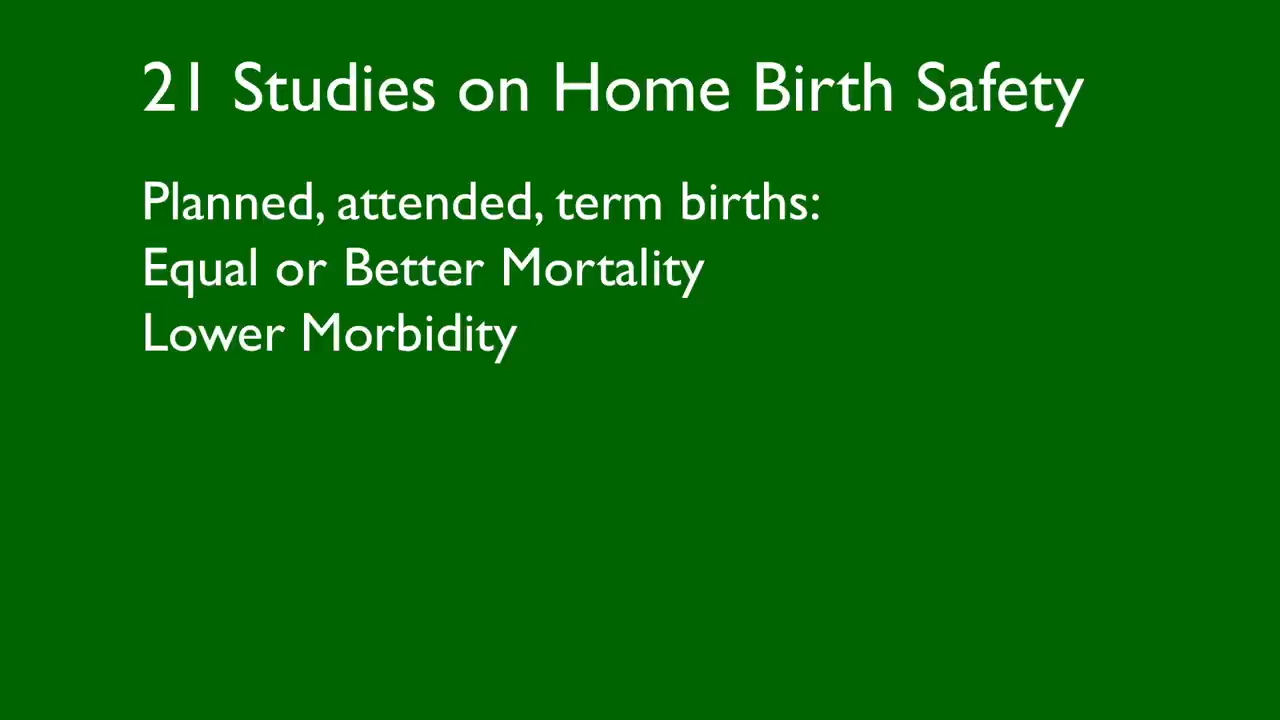 21 Studies on Home Birth Safety
Planned, attended, term births:
Equal or Better Mortality
Lower Morbidity